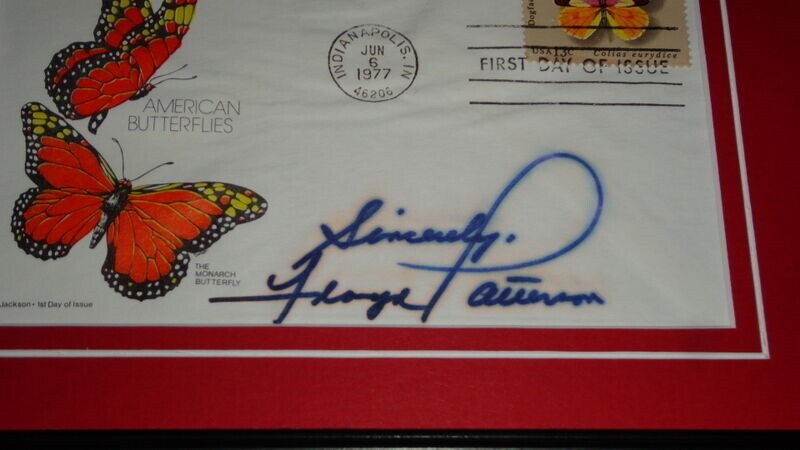 INDIANAPOLIS, IN
JUN
6
1977
46206
Dogfac
USA 13c Colias eurydice
FIRST DAY OF ISSUE
AMERICAN
BUTTERFLIES
THE
MONARCH
BUTTERFLY
Jackson • 1st Day of Issue
Sincerely.
Floyd Patterson